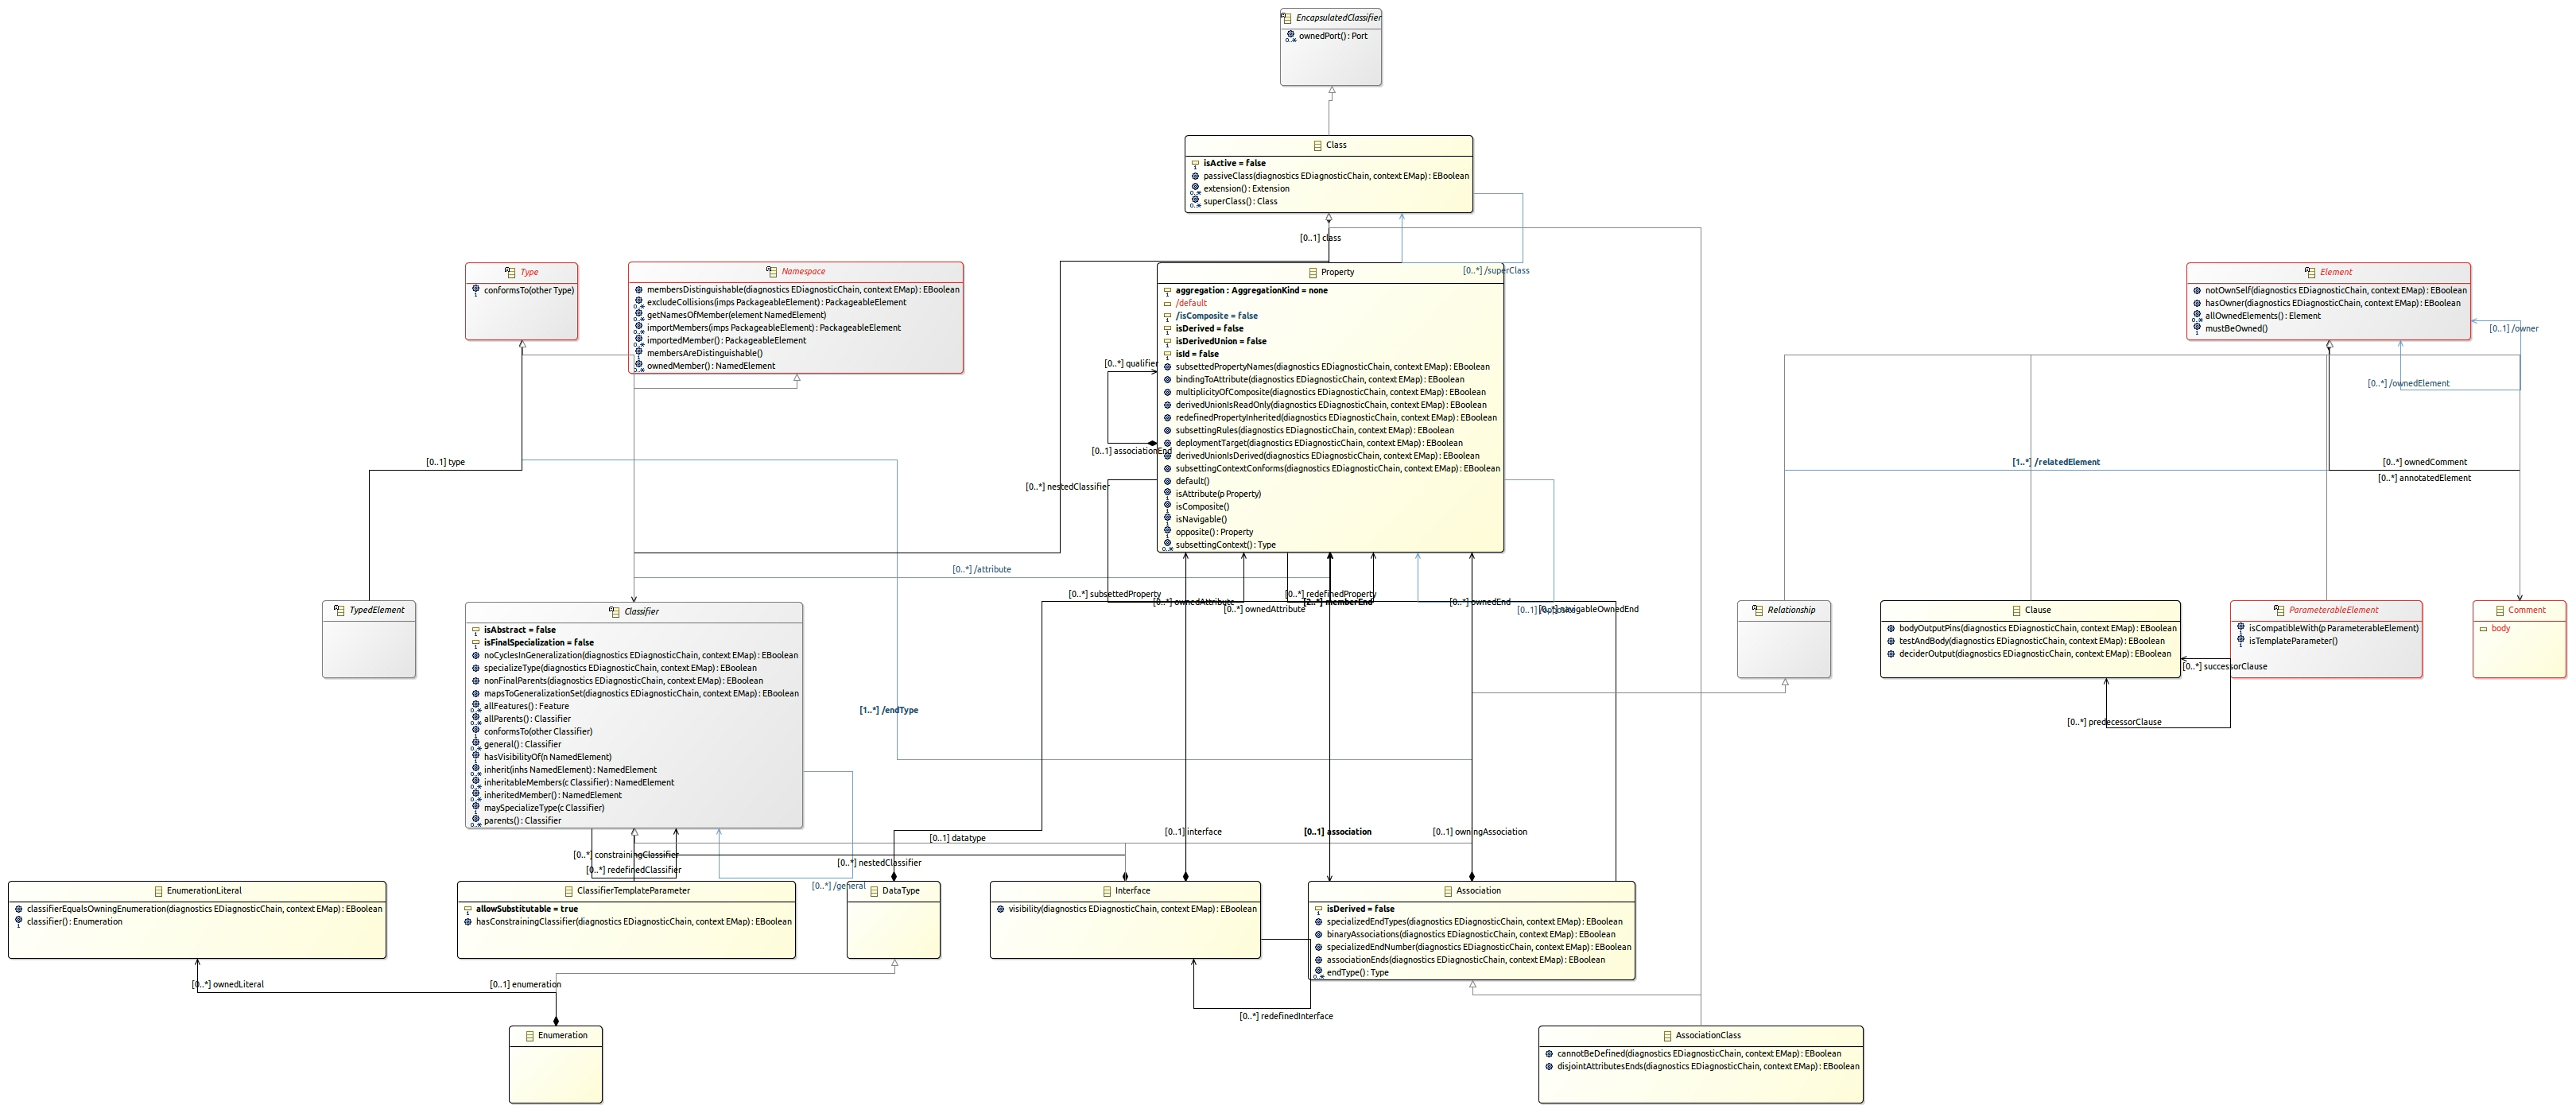 EncapsulatedClassifier
ownedPort() : Port
Class
isActive = false
passiveClass(diagnostics EDiagnosticChain, context EMap) : EBoolean
extension() : Extension
superClass() : Class
[0..1] class
[0..*] /superClass
Type
conformsTo(other Type)
Namespace
membersDistinguishable(diagnostics EDiagnosticChain, context EMap) : EBoolean
excludeCollisions(imps PackageableElement) : PackageableElement
getNamesOfMember(element NamedElement)
importMembers(imps PackageableElement) : PackageableElement
importedMember() : PackageableElement
membersAreDistinguishable()
ownedMember() : NamedElement
Property
aggregation : AggregationKind = none
/default
/isComposite = false
isDerived = false
isDerivedUnion = false
isId = false
subsettedPropertyNames(diagnostics EDiagnosticChain, context EMap) : EBoolean
bindingToAttribute(diagnostics EDiagnosticChain, context EMap) : EBoolean
multiplicityOfComposite(diagnostics EDiagnosticChain, context EMap) : EBoolean
derivedUnionIsReadOnly(diagnostics EDiagnosticChain, context EMap) : EBoolean
redefinedPropertyInherited(diagnostics EDiagnosticChain, context EMap) : EBoolean
subsettingRules(diagnostics EDiagnosticChain, context EMap) : EBoolean
deploymentTarget(diagnostics EDiagnosticChain, context EMap) : EBoolean
derivedUnionIsDerived(diagnostics EDiagnosticChain, context EMap) : EBoolean
subsettingContextConforms(diagnostics EDiagnosticChain, context EMap) : EBoolean
default()
isAttribute(p Property)
isComposite()
isNavigable()
opposite() : Property
subsettingContext() : Type
[0..*] qualifier
[0..1] associationEnd
[0..*] nestedClassifier
Element
notOwnSelf(diagnostics EDiagnosticChain, context EMap) : EBoolean
hasOwner(diagnostics EDiagnosticChain, context EMap) : EBoolean
allOwnedElements() : Element
mustBeOwned()
[0..1] /owner
[0..*] /ownedElement
[0..1] type
[1..*] /relatedElement
[0..*] ownedComment
[0..*] annotatedElement
[0..*] /attribute
[0..*] subsettedProperty
[0..*] ownedAttribute
[0..*] ownedAttribute
[0..*] redefinedProperty
[2..*] memberEnd
[0..*] ownedEnd
[0..1]
[0..*] navigableOwnedEnd
TypedElement
Classifier
isAbstract = false
isFinalSpecialization = false
noCyclesInGeneralization(diagnostics EDiagnosticChain, context EMap) : EBoolean
specializeType(diagnostics EDiagnosticChain, context EMap) : EBoolean
nonFinalParents(diagnostics EDiagnosticChain, context EMap) : EBoolean
mapsToGeneralizationSet(diagnostics EDiagnosticChain, context EMap) : EBoolean
allFeatures() : Feature
allParents() : Classifier
conformsTo(other Classifier)
general() : Classifier
hasVisibilityOf(n NamedElement)
inherit(inhs NamedElement) : NamedElement
inheritableMembers(c Classifier) : NamedElement
inheritedMember() : NamedElement
maySpecializeType(c Classifier)
parents() : Classifier
Relationship
Clause
bodyOutputPins(diagnostics EDiagnosticChain, context EMap) : EBoolean
testAndBody(diagnostics EDiagnosticChain, context EMap) : EBoolean
deciderOutput(diagnostics EDiagnosticChain, context EMap) : EBoolean
ParameterableElement
isCompatibleWith(p ParameterableElement)
isTemplateParameter()
Comment
body
[0..*] successorClause
[0..*] predecessorClause
[1..*] /endType
[0..1] datatype
[0..1] interface
[0..1] association
[0..1] owningAssociation
[0..*] constrainingClassifier
[0..*] redefinedClassifier
[0..*] nestedClassifier
[0..*] /general
EnumerationLiteral
classifierEqualsOwningEnumeration(diagnostics EDiagnosticChain, context EMap) : EBoolean
classifier() : Enumeration
ClassifierTemplateParameter
allowSubstitutable = true
hasConstrainingClassifier(diagnostics EDiagnosticChain, context EMap) : EBoolean
DataType
Interface
visibility(diagnostics EDiagnosticChain, context EMap) : EBoolean
Association
isDerived = false
specializedEndTypes(diagnostics EDiagnosticChain, context EMap) : EBoolean
binaryAssociations(diagnostics EDiagnosticChain, context EMap) : EBoolean
specializedEndNumber(diagnostics EDiagnosticChain, context EMap) : EBoolean
associationEnds(diagnostics EDiagnosticChain, context EMap) : EBoolean
endType() : Type
[0..*] ownedLiteral
[0..1] enumeration
[0..*] redefinedInterface
Enumeration
AssociationClass
cannotBeDefined(diagnostics EDiagnosticChain, context EMap) : EBoolean
disjointAttributesEnds(diagnostics EDiagnosticChain, context EMap) : EBoolean